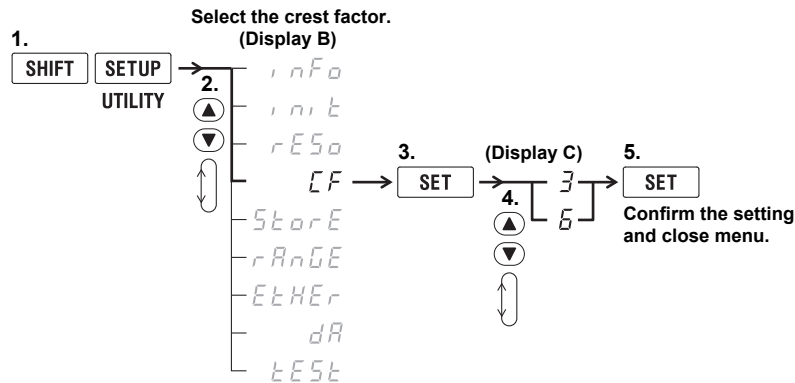 Select the crest factor.
(Display B)
1.
SHIFT SETUP
UTILITY
2.
inFo
init
rESo
CF
StorE
rAnGE
EtHEr
dA
tESt
3.
SET
(Display C)
4.
3
6
5.
SET
Confirm the setting
and close menu.